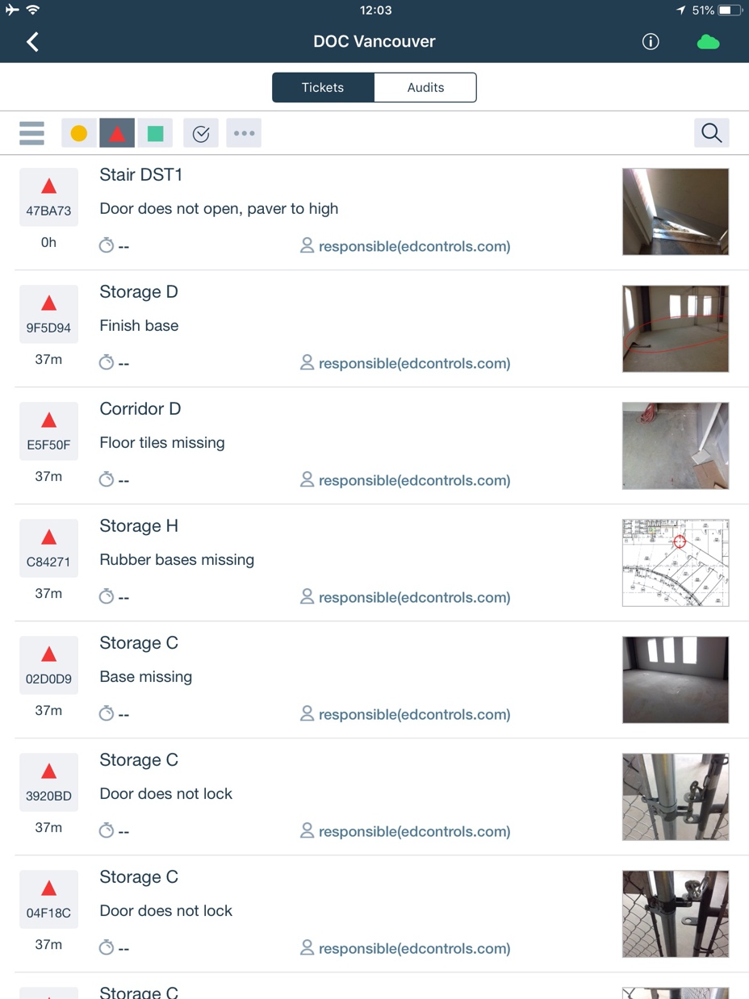 12:03
51%
DOC Vancouver
Tickets
Audits
Stair DST1
47BA73
Door does not open, paver to high
0h
--
responsible(edcontrols.com)
Storage D
9F5D94
Finish base
37m
--
responsible(edcontrols.com)
Corridor D
E5F50F
Floor tiles missing
37m
--
responsible(edcontrols.com)
Storage H
C84271
Rubber bases missing
37m
--
responsible(edcontrols.com)
Storage C
02D0D9
Base missing
37m
--
responsible(edcontrols.com)
Storage C
3920BD
Door does not lock
37m
--
responsible(edcontrols.com)
Storage C
04F18C
Door does not lock
37m
--
responsible(edcontrols.com)
Storage C